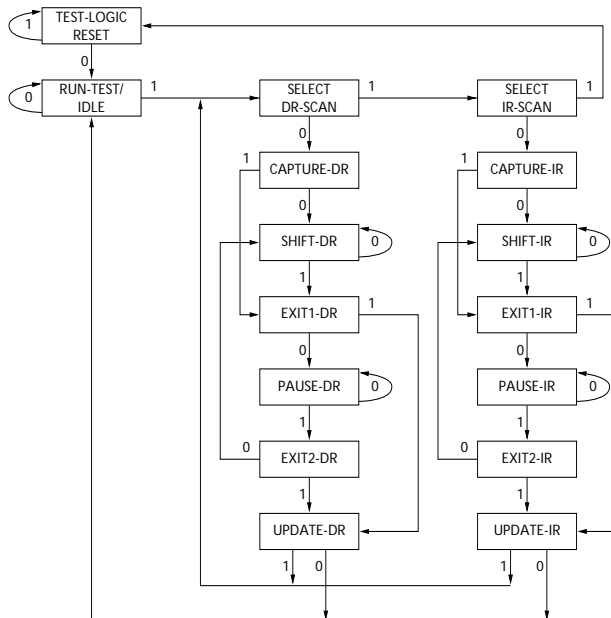 1
TEST-LOGIC
RESET
0
0
RUN-TEST/
IDLE
1
SELECT
DR-SCAN
1
SELECT
IR-SCAN
1
0
0
1
CAPTURE-DR
1
CAPTURE-IR
0
0
SHIFT-DR
0
SHIFT-IR
0
1
1
EXIT1-DR
1
EXIT1-IR
1
0
0
PAUSE-DR
0
PAUSE-IR
0
1
1
0
EXIT2-DR
0
EXIT2-IR
1
1
UPDATE-DR
UPDATE-IR
1
0
1
0